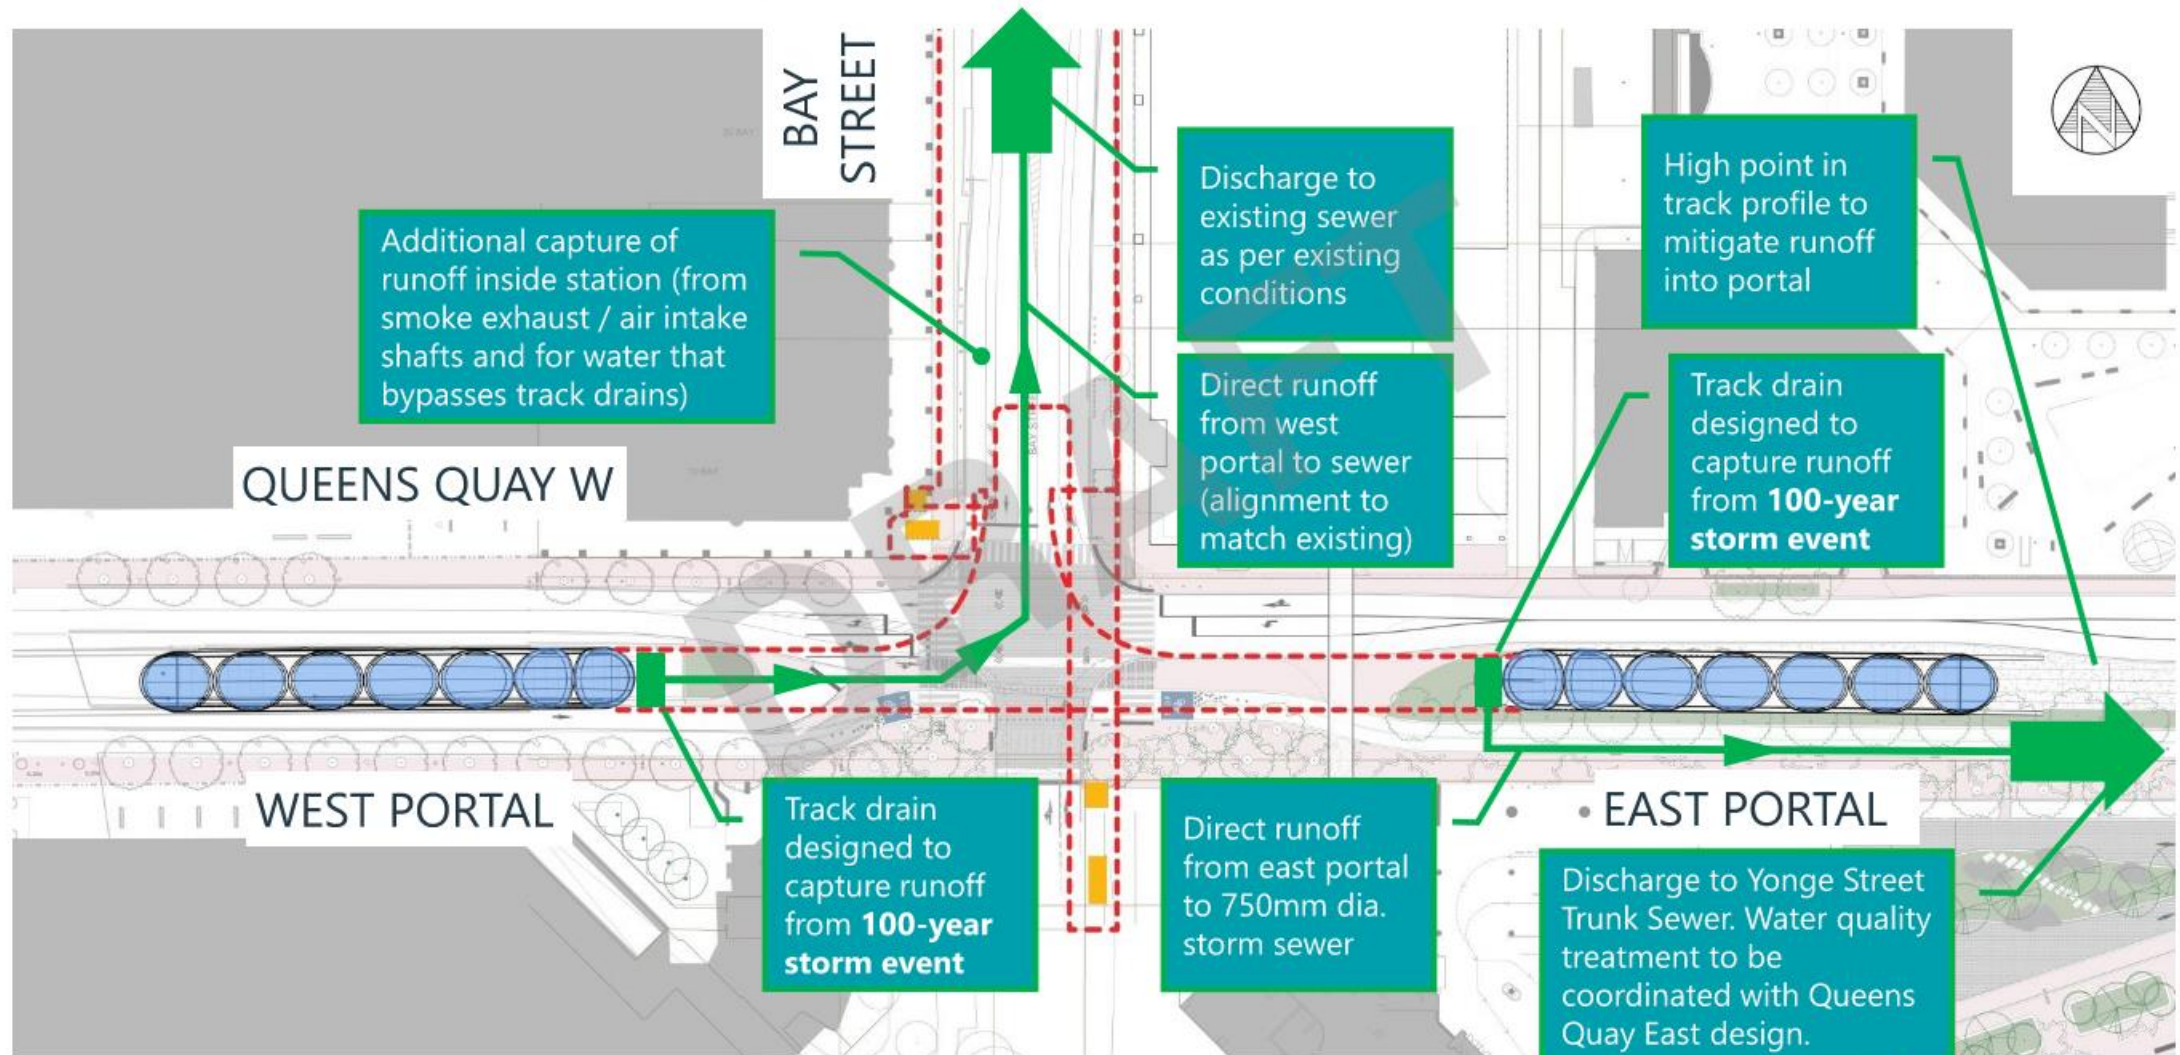 BAY
STREET
Additional capture of
runoff inside station (from
smoke exhaust / air intake
shafts and for water that
bypasses track drains)
Discharge to
existing sewer
as per existing
conditions
High point in
track profile to
mitigate runoff
into portal
Direct runoff
from west
portal to sewer
(alignment to
match existing)
Track drain
designed to
capture runoff
from 100-year
storm event
QUEENS QUAY W
DRAFT
WEST PORTAL
Track drain
designed to
capture runoff
from 100-year
storm event
Direct runoff
from east portal
to 750mm dia.
storm sewer
EAST PORTAL
Discharge to Yonge Street
Trunk Sewer. Water quality
treatment to be
coordinated with Queens
Quay East design.
N